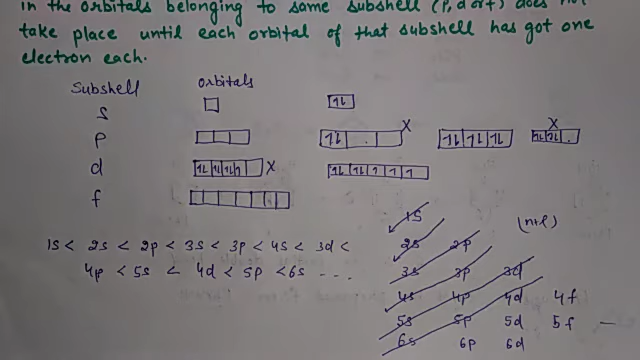 in the orbitals belonging to same subshell (p, d or f) does not
take place until each orbital of that subshell has got one
electron each.
Subshell orbitals
s
p X X
d X
f
1s < 2s < 2p < 3s < 3p < 4s < 3d <
4p < 5s < 4d < 5p < 6s ....
1s (n+l)
2s 2p
3s 3p 3d
4s 4p 4d 4f
5s 5p 5d 5f —
6s 6p 6d